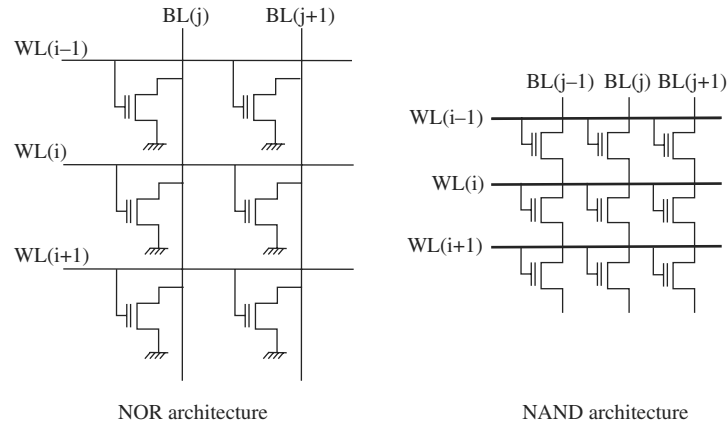 BL(j) BL(j+1)
WL(i–1)
WL(i)
WL(i+1)
NOR architecture
BL(j–1) BL(j) BL(j+1)
WL(i–1)
WL(i)
WL(i+1)
NAND architecture